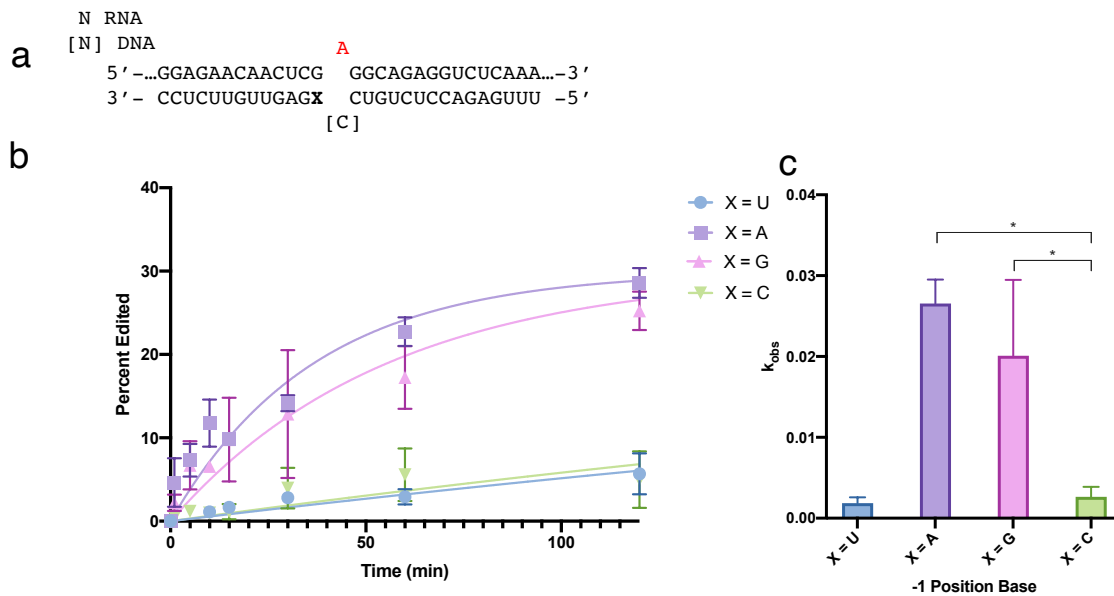 N RNA
[N] DNA
a
A
5’-…GGAGAACAACUCG GGCAGAGGUCUCAAA…-3’
3’- CCUCUUGUUGAGX CUGUCUCCAGAGUUU -5’
[C]
b
40
30
20
10
0
Percent Edited
0
50
100
Time (min)
X = U
X = A
X = G
X = C
c
0.04
0.03
0.02
0.01
0.00
kobs
*
*
X = U
X = A
X = G
X = C
-1 Position Base